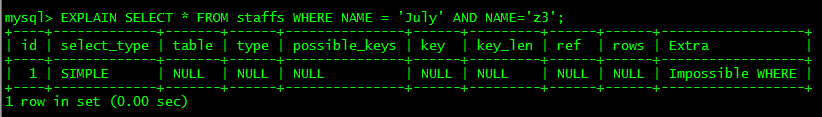 mysql> EXPLAIN SELECT * FROM staffs WHERE NAME = 'July' AND NAME='z3';
+----+-------------+-------+------+---------------+------+---------+------+------+------------------+
| id | select_type | table | type | possible_keys | key | key_len | ref | rows | Extra |
+----+-------------+-------+------+---------------+------+---------+------+------+------------------+
| 1 | SIMPLE | NULL | NULL | NULL | NULL | NULL | NULL | NULL | Impossible WHERE |
+----+-------------+-------+------+---------------+------+---------+------+------+------------------+
1 row in set (0.00 sec)